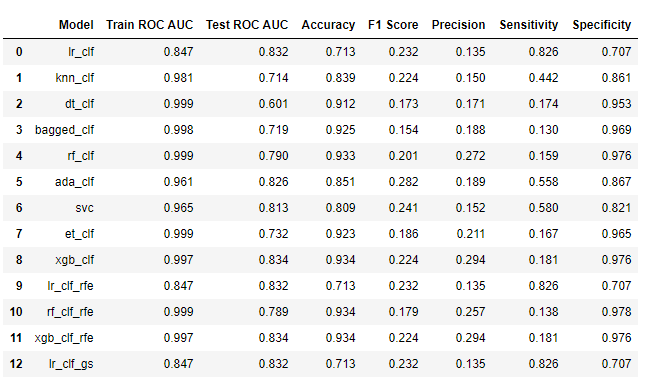 Model Train ROC AUC Test ROC AUC Accuracy F1 Score Precision Sensitivity Specificity
0 lr_clf 0.847 0.832 0.713 0.232 0.135 0.826 0.707
1 knn_clf 0.981 0.714 0.839 0.224 0.150 0.442 0.861
2 dt_clf 0.999 0.601 0.912 0.173 0.171 0.174 0.953
3 bagged_clf 0.998 0.719 0.925 0.154 0.188 0.130 0.969
4 rf_clf 0.999 0.790 0.933 0.201 0.272 0.159 0.976
5 ada_clf 0.961 0.826 0.851 0.282 0.189 0.558 0.867
6 svc 0.965 0.813 0.809 0.241 0.152 0.580 0.821
7 et_clf 0.999 0.732 0.923 0.186 0.211 0.167 0.965
8 xgb_clf 0.997 0.834 0.934 0.224 0.294 0.181 0.976
9 lr_clf_rfe 0.847 0.832 0.713 0.232 0.135 0.826 0.707
10 rf_clf_rfe 0.999 0.789 0.934 0.179 0.257 0.138 0.978
11 xgb_clf_rfe 0.997 0.834 0.934 0.224 0.294 0.181 0.976
12 lr_clf_gs 0.847 0.832 0.713 0.232 0.135 0.826 0.707